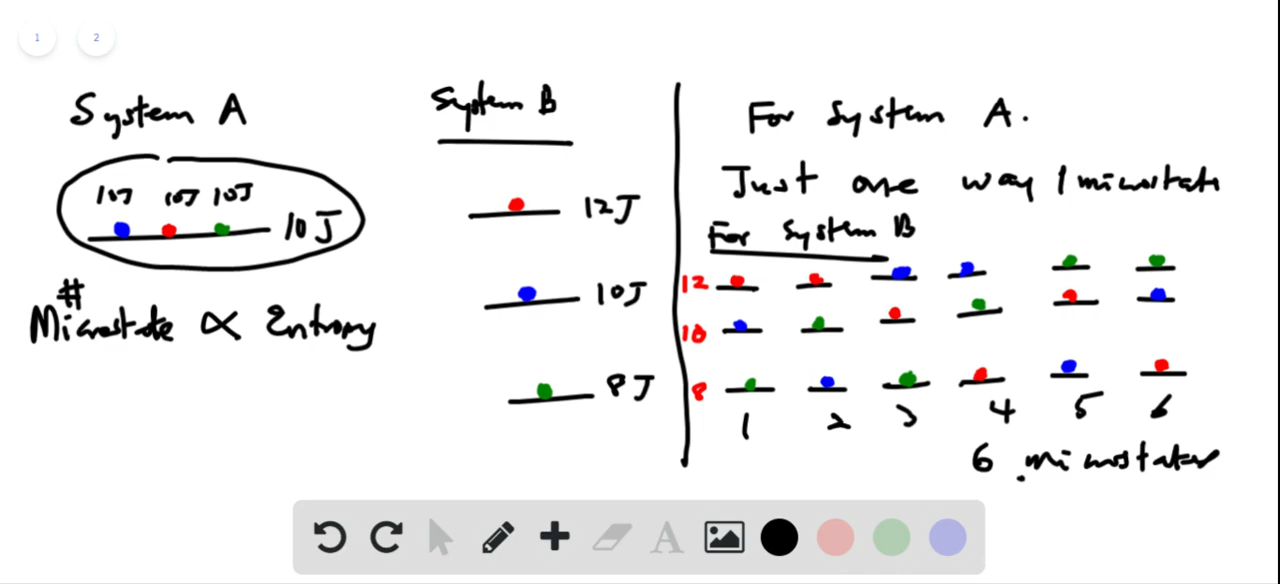 1 2
System A
10J 10J 10J
10J
# Microstate ∝ Entropy
System B
12J
10J
8J
For System A.
Just one way 1 microstate
For System B
12
10
8
1 2 3 4 5 6
6 microstates
A